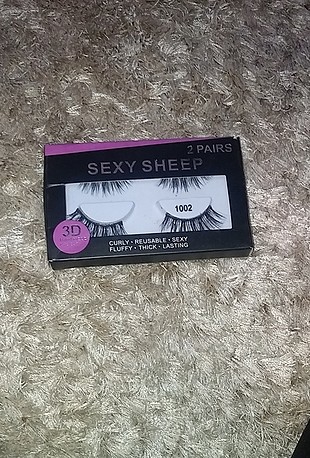 2 PAIRS
SEXY SHEEP
1002
3D
CURLY · REUSABLE · SEXY
FLUFFY · THICK · LASTING